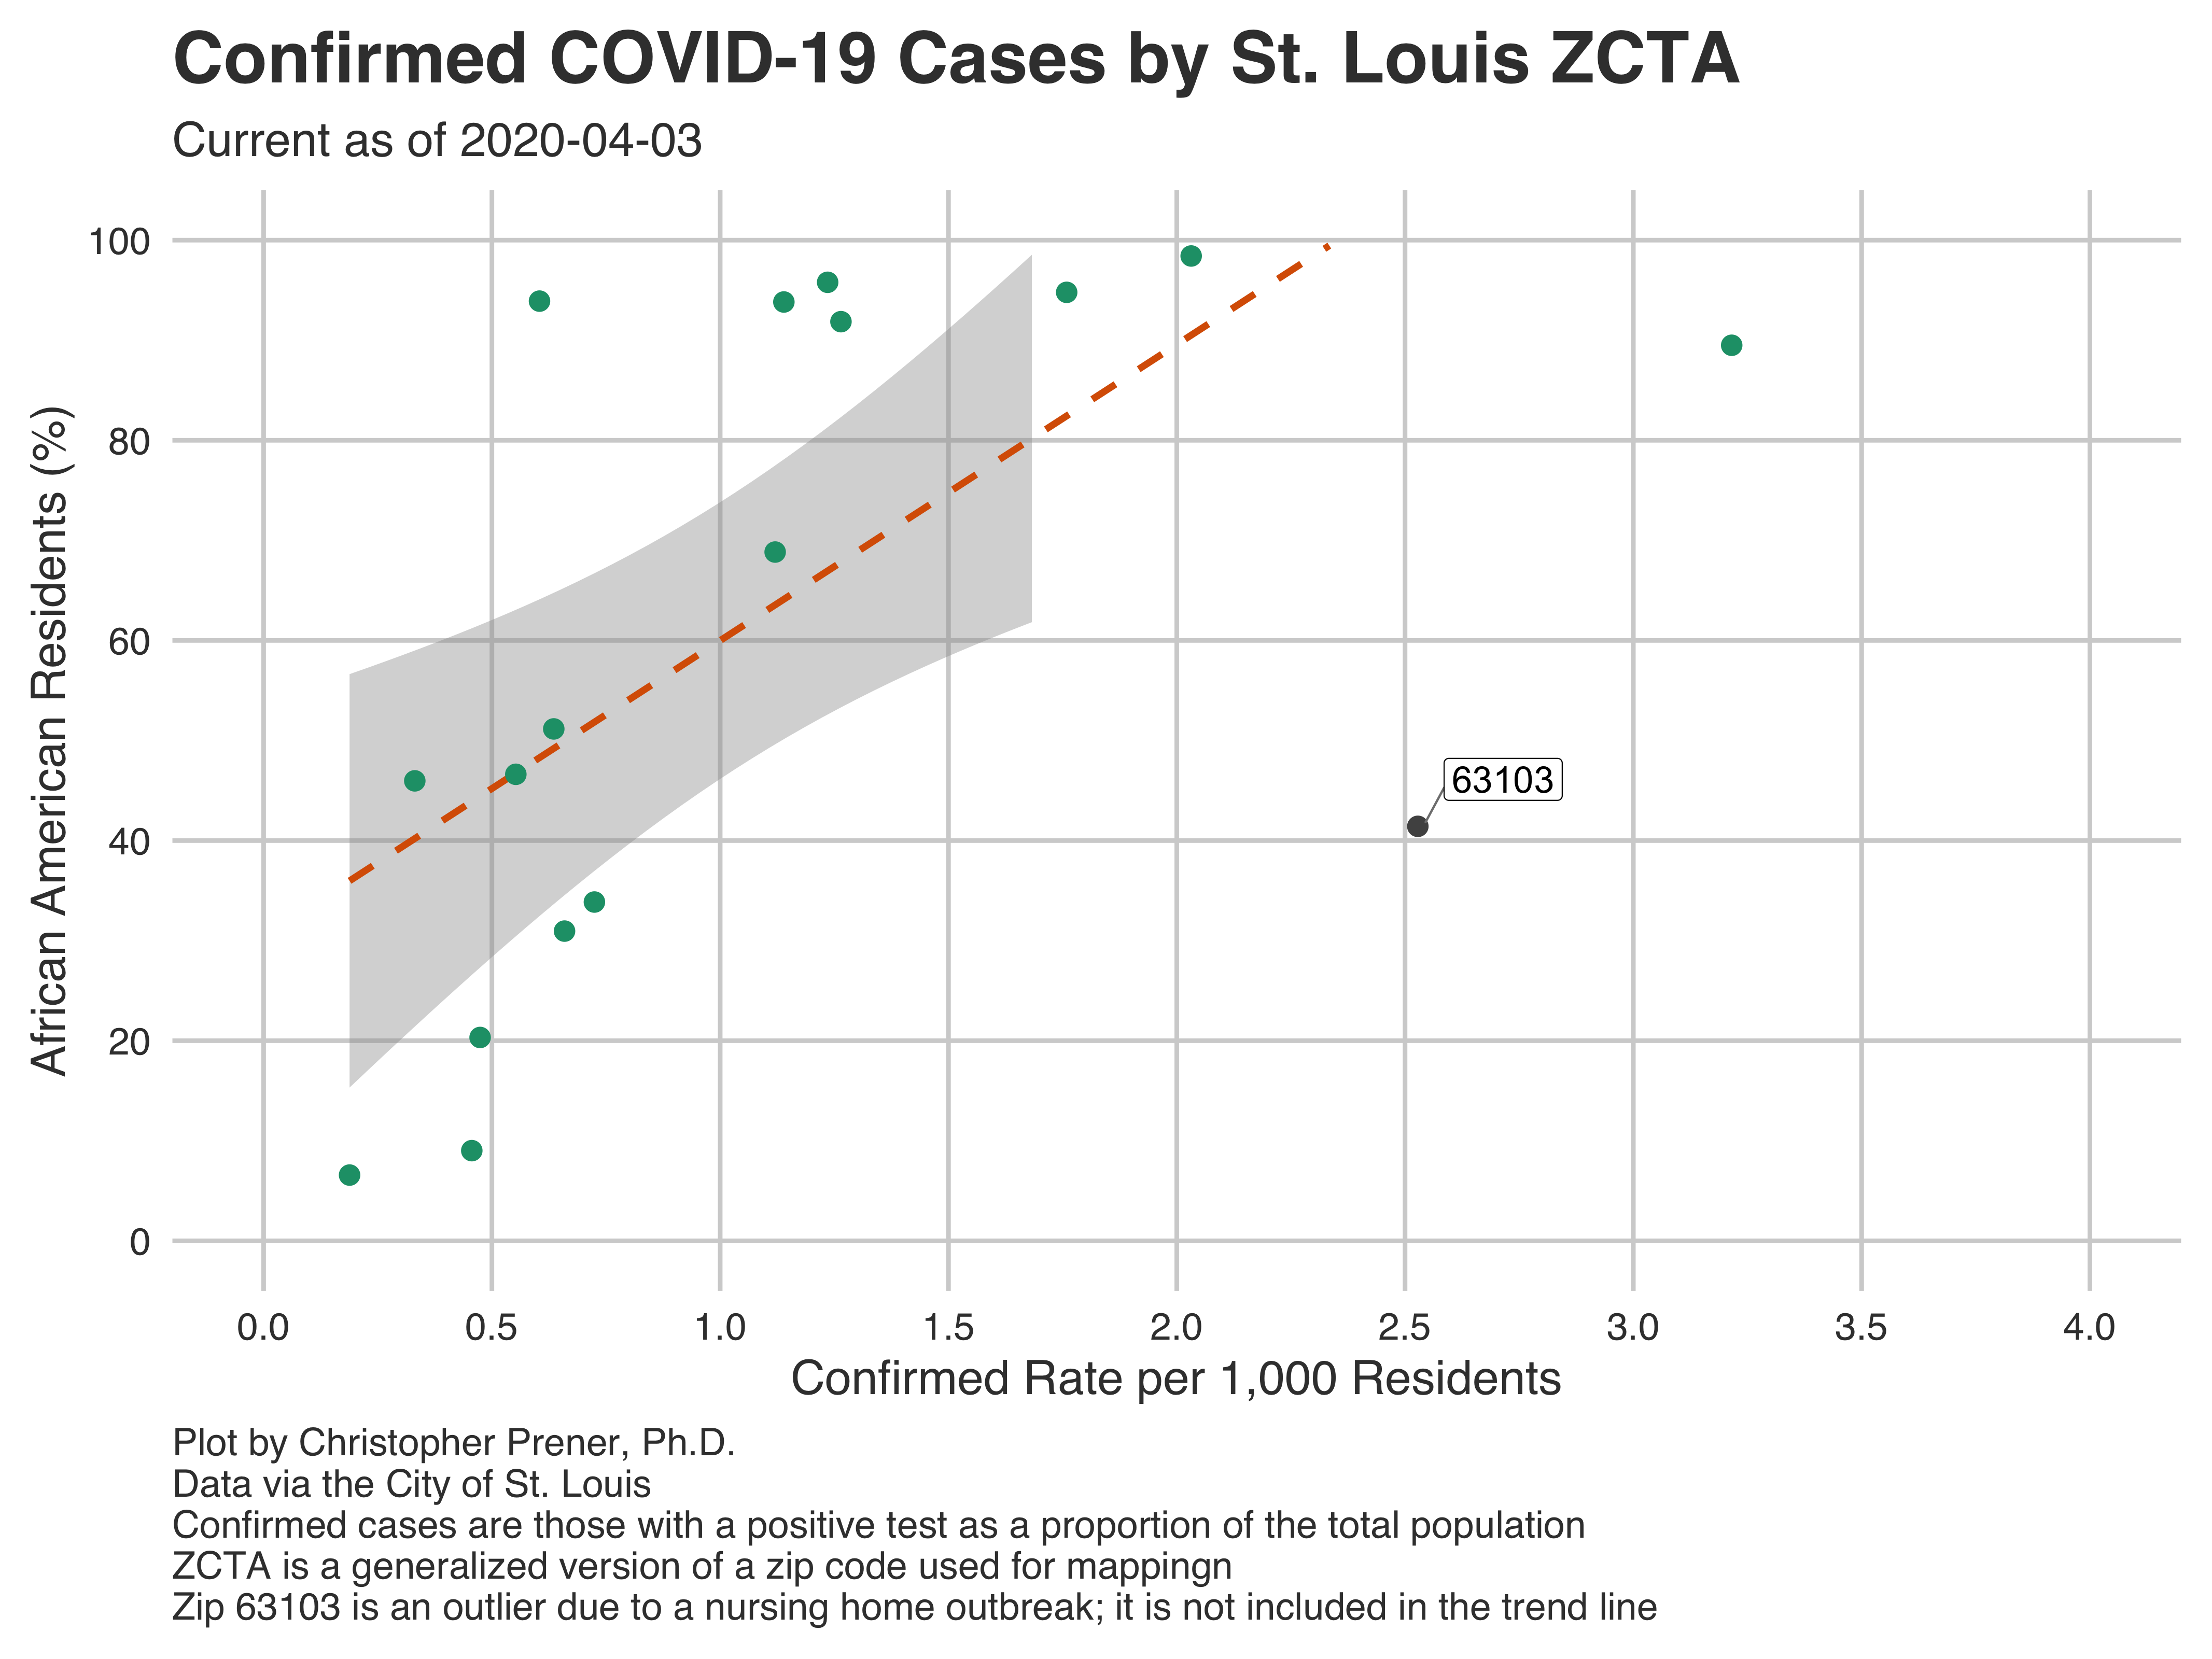 Confirmed COVID-19 Cases by St. Louis ZCTA
Current as of 2020-04-03
African American Residents (%)
100
80
60
40
20
0
63103
0.0 0.5 1.0 1.5 2.0 2.5 3.0 3.5 4.0
Confirmed Rate per 1,000 Residents
Plot by Christopher Prener, Ph.D.
Data via the City of St. Louis
Confirmed cases are those with a positive test as a proportion of the total population
ZCTA is a generalized version of a zip code used for mappingn
Zip 63103 is an outlier due to a nursing home outbreak; it is not included in the trend line